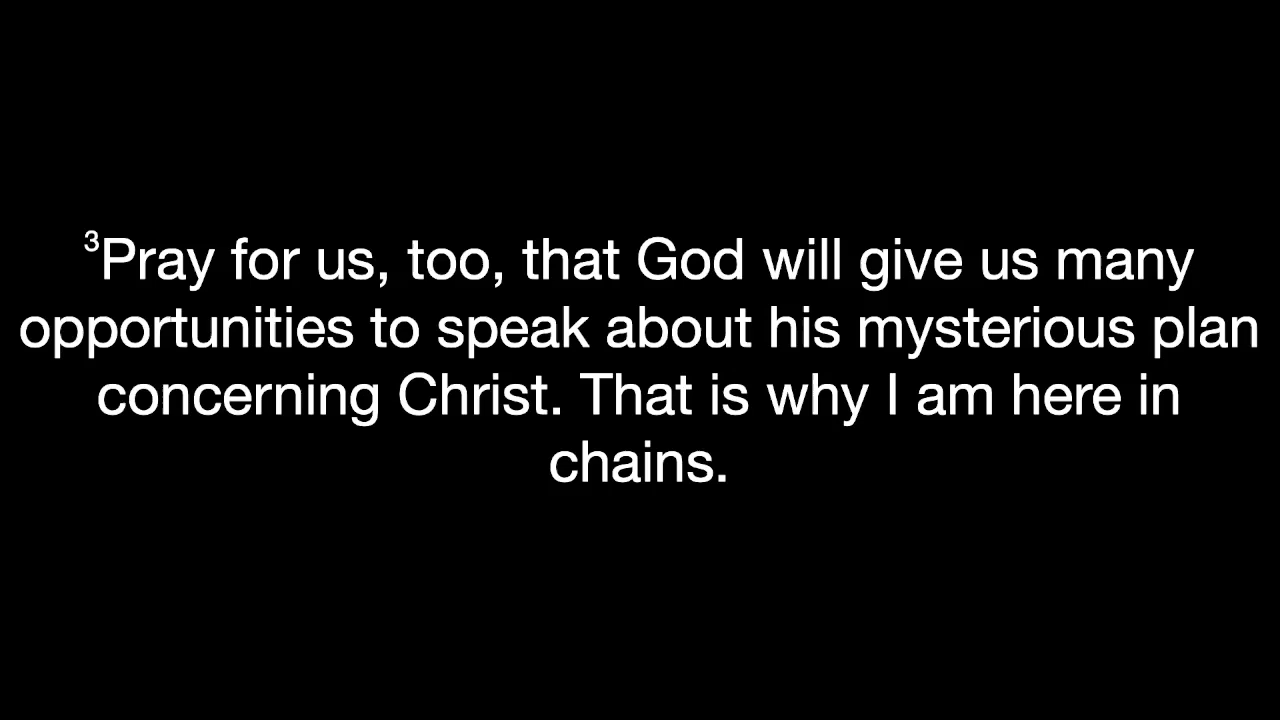 ³Pray for us, too, that God will give us many
opportunities to speak about his mysterious plan
concerning Christ. That is why I am here in
chains.